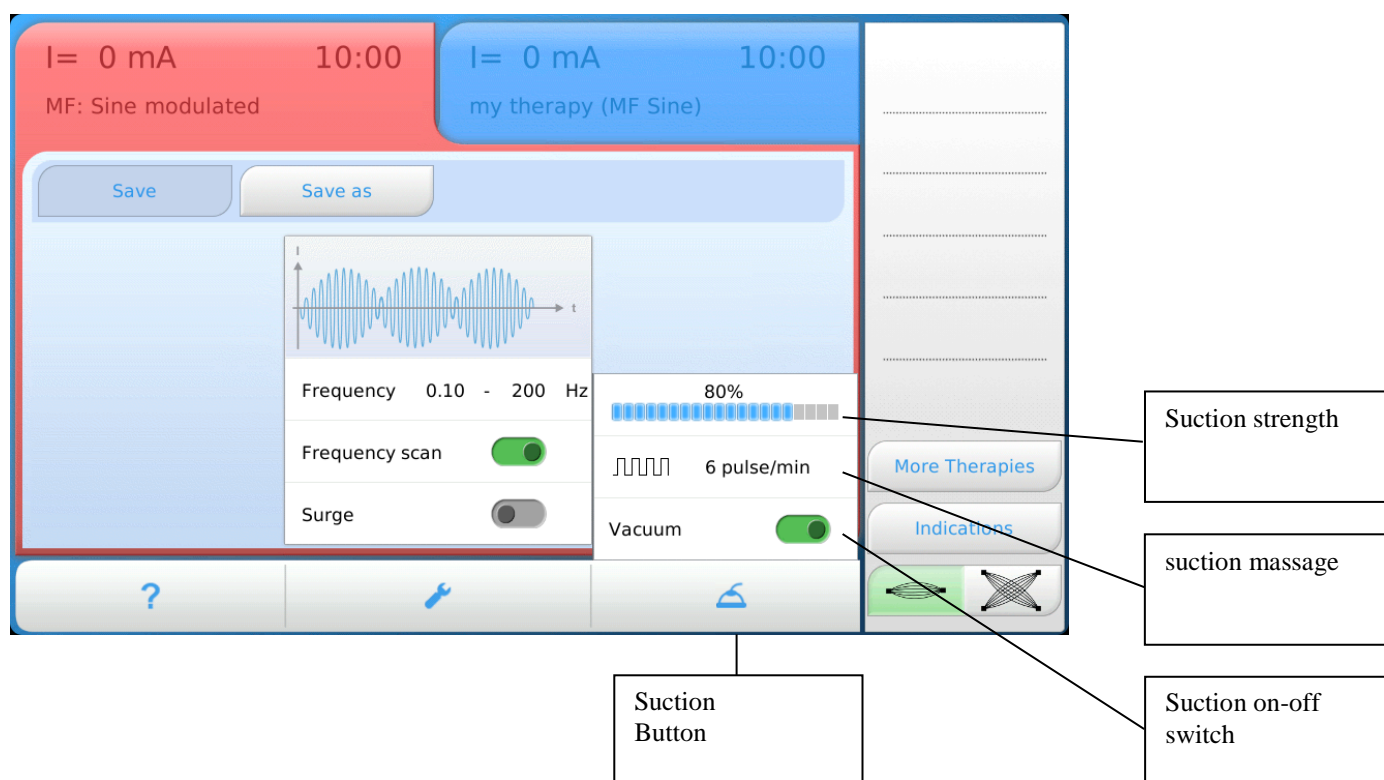 I= 0 mA 10:00
MF: Sine modulated
I= 0 mA 10:00
my therapy (MF Sine)
Save
Save as
I
t
Frequency 0.10 - 200 Hz
Frequency scan
Surge
80%
6 pulse/min
Vacuum
More Therapies
Indications
?
Suction strength
suction massage
Suction on-off
switch
Suction
Button